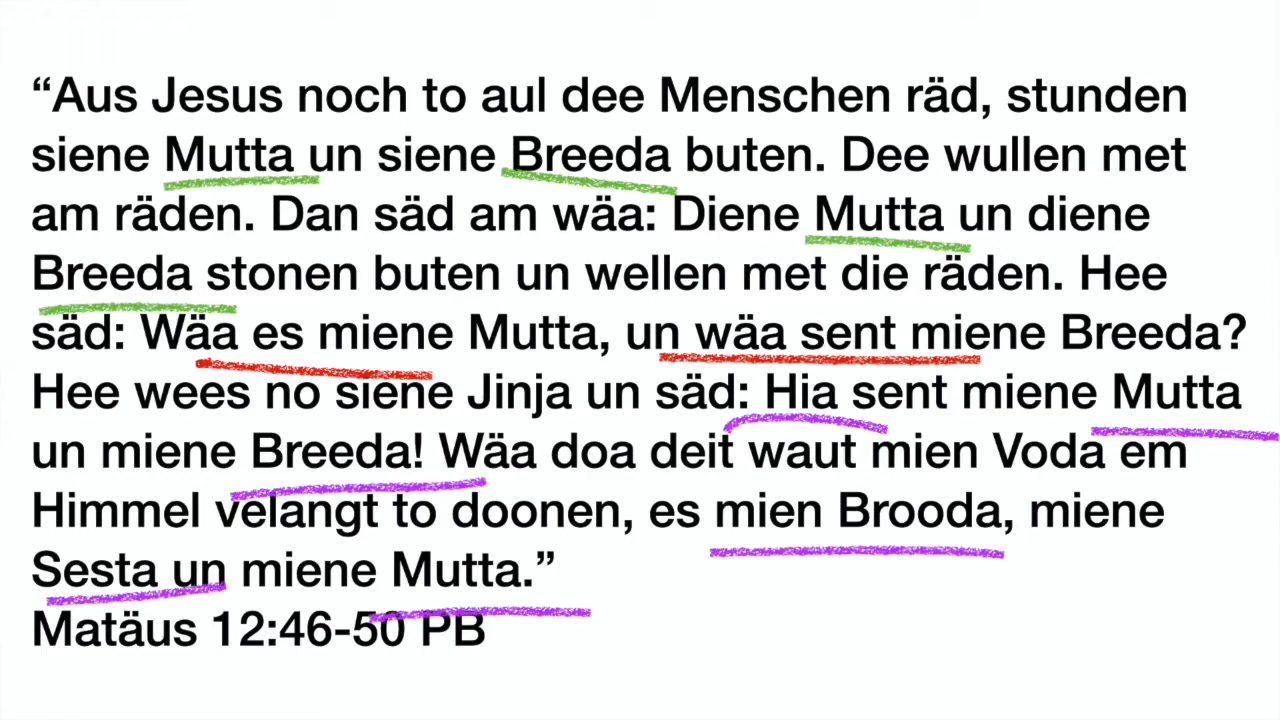 “Aus Jesus noch to aul dee Menschen räd, stunden
siene Mutta un siene Breeda buten. Dee wullen met
am räden. Dan säd am wäa: Diene Mutta un diene
Breeda stonen buten un wellen met die räden. Hee
säd: Wäa es miene Mutta, un wäa sent miene Breeda?
Hee wees no siene Jinja un säd: Hia sent miene Mutta
un miene Breeda! Wäa doa deit waut mien Voda em
Himmel velangt to doonen, es mien Brooda, miene
Sesta un miene Mutta.”
Matäus 12:46-50 PB